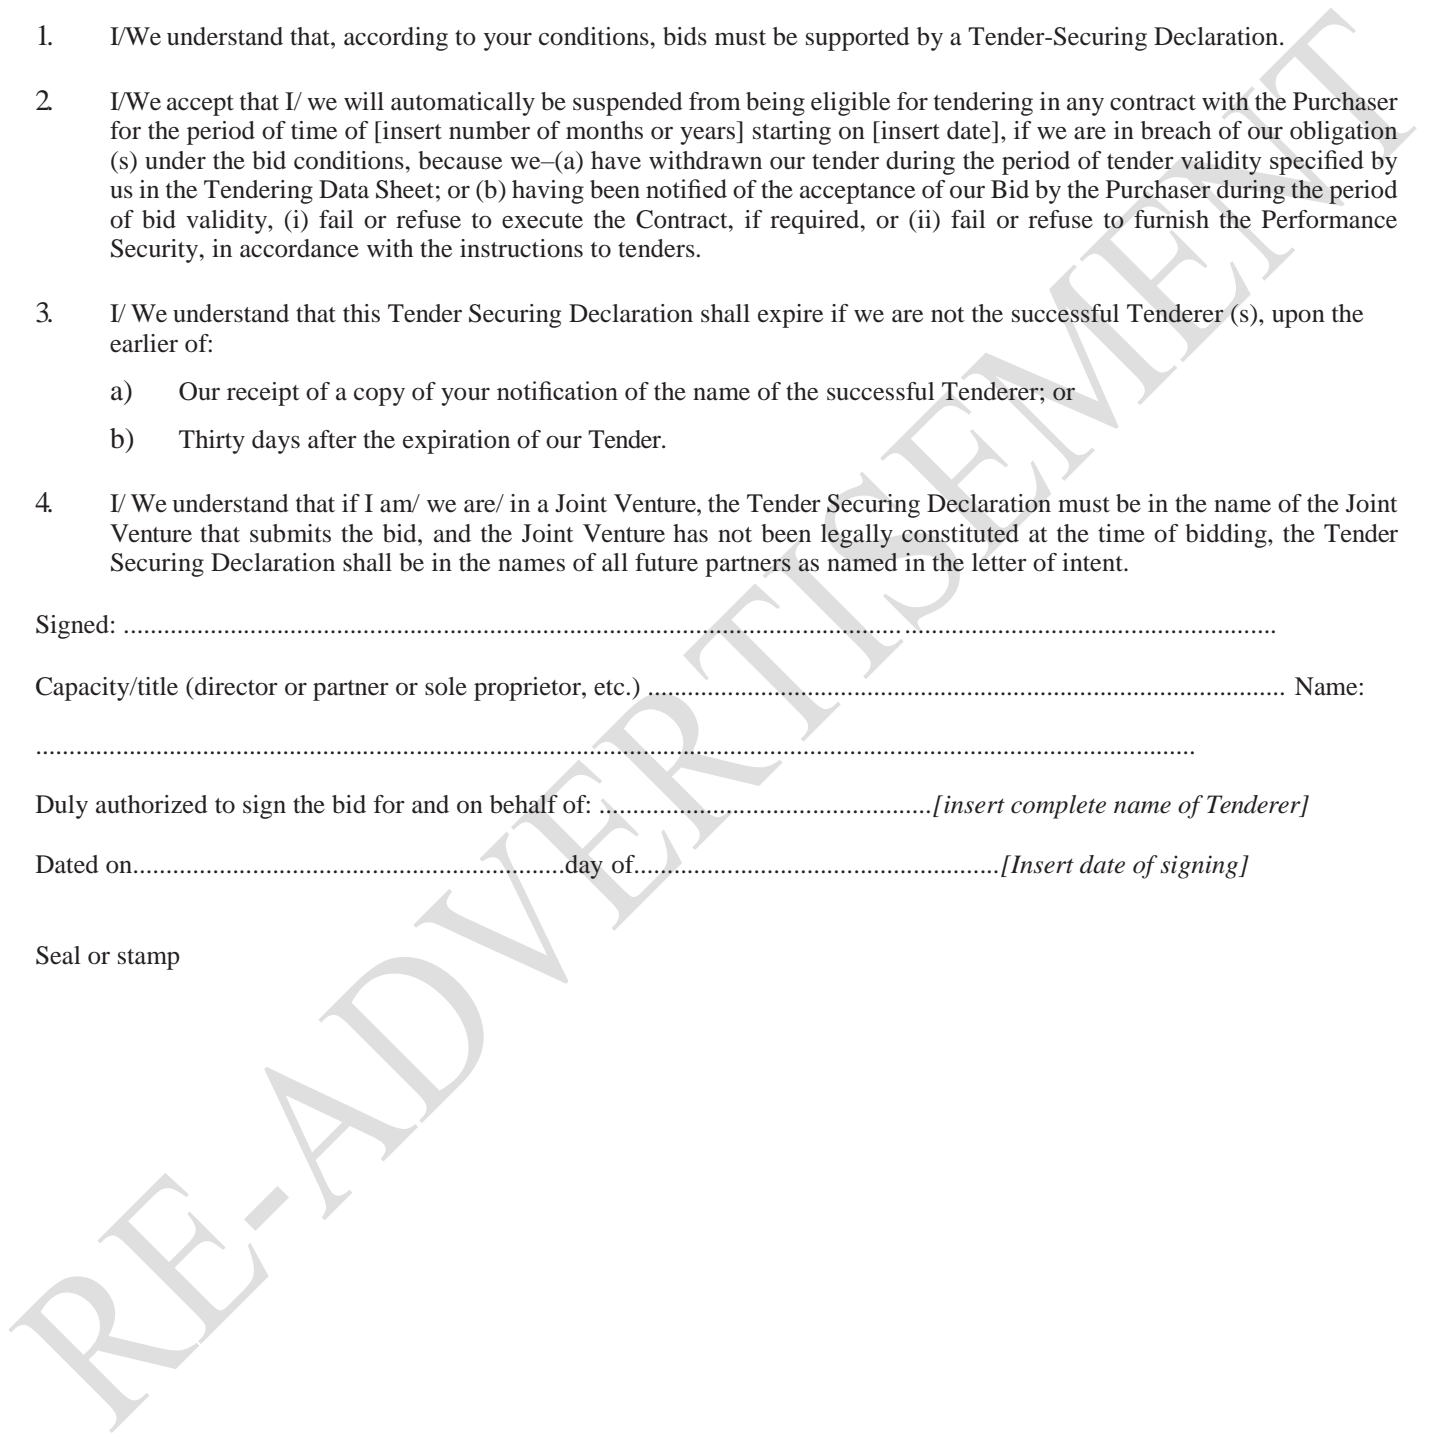 1. I/We understand that, according to your conditions, bids must be supported by a Tender-Securing Declaration.
2. I/We accept that I/ we will automatically be suspended from being eligible for tendering in any contract with the Purchaser
for the period of time of [insert number of months or years] starting on [insert date], if we are in breach of our obligation
(s) under the bid conditions, because we–(a) have withdrawn our tender during the period of tender validity specified by
us in the Tendering Data Sheet; or (b) having been notified of the acceptance of our Bid by the Purchaser during the period
of bid validity, (i) fail or refuse to execute the Contract, if required, or (ii) fail or refuse to furnish the Performance
Security, in accordance with the instructions to tenders.
3. I/ We understand that this Tender Securing Declaration shall expire if we are not the successful Tenderer (s), upon the
earlier of:
a) Our receipt of a copy of your notification of the name of the successful Tenderer; or
b) Thirty days after the expiration of our Tender.
4. I/ We understand that if I am/ we are/ in a Joint Venture, the Tender Securing Declaration must be in the name of the Joint
Venture that submits the bid, and the Joint Venture has not been legally constituted at the time of bidding, the Tender
Securing Declaration shall be in the names of all future partners as named in the letter of intent.
Signed: ................................................................................................................................................................................
Capacity/title (director or partner or sole proprietor, etc.) ................................................................................................. Name:
.................................................................................................................................................................................
Duly authorized to sign the bid for and on behalf of: ...................................................[insert complete name of Tenderer]
Dated on..................................................................day of........................................................[Insert date of signing]
Seal or stamp
RE-ADVERTISEMENT